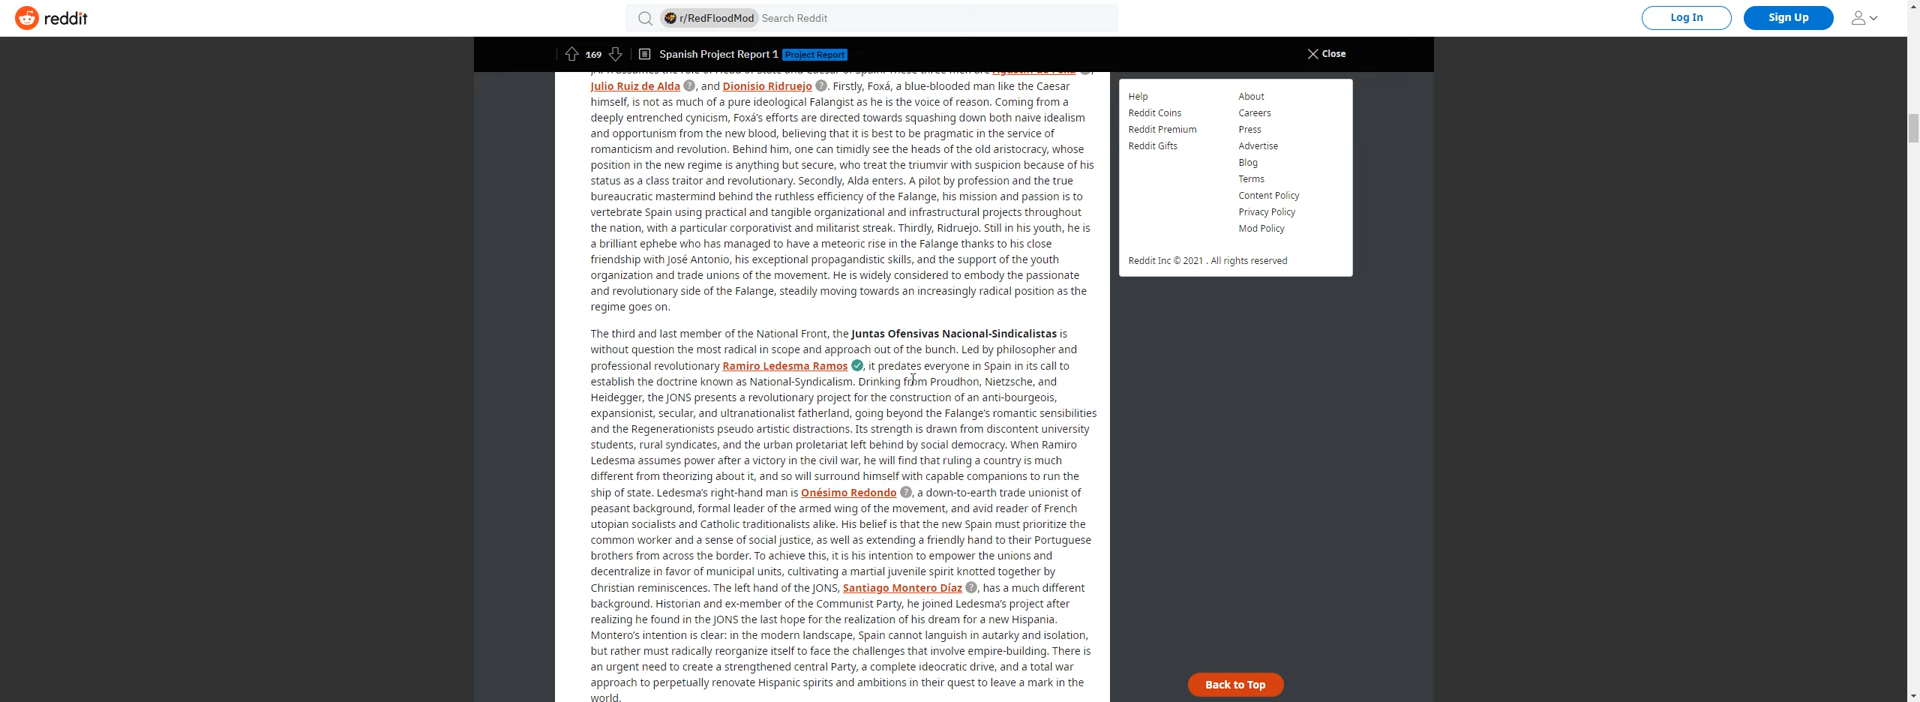 reddit
r/RedFloodMod Search Reddit
Log In
Sign Up
169
Spanish Project Report 1 Project Report
Close
Julio Ruiz de Alda ?, and Dionisio Ridruejo ?. Firstly, Foxá, a blue-blooded man like the Caesar
himself, is not as much of a pure ideological Falangist as he is the voice of reason. Coming from a
deeply entrenched cynicism, Foxá's efforts are directed towards squashing down both naive idealism
and opportunism from the new blood, believing that it is best to be pragmatic in the service of
romanticism and revolution. Behind him, one can timidly see the heads of the old aristocracy, whose
position in the new regime is anything but secure, who treat the triumvir with suspicion because of his
status as a class traitor and revolutionary. Secondly, Alda enters. A pilot by profession and the true
bureaucratic mastermind behind the ruthless efficiency of the Falange, his mission and passion is to
vertebrate Spain using practical and tangible organizational and infrastructural projects throughout
the nation, with a particular corporativist and militarist streak. Thirdly, Ridruejo. Still in his youth, he is
a brilliant ephebe who has managed to have a meteoric rise in the Falange thanks to his close
friendship with José Antonio, his exceptional propagandistic skills, and the support of the youth
organization and trade unions of the movement. He is widely considered to embody the passionate
and revolutionary side of the Falange, steadily moving towards an increasingly radical position as the
regime goes on.
The third and last member of the National Front, the Juntas Ofensivas Nacional-Sindicalistas is
without question the most radical in scope and approach out of the bunch. Led by philosopher and
professional revolutionary Ramiro Ledesma Ramos, it predates everyone in Spain in its call to
establish the doctrine known as National-Syndicalism. Drinking from Proudhon, Nietzsche, and
Heidegger, the JONS presents a revolutionary project for the construction of an anti-bourgeois,
expansionist, secular, and ultranationalist fatherland, going beyond the Falange's romantic sensibilities
and the Regenerationists pseudo artistic distractions. Its strength is drawn from discontent university
students, rural syndicates, and the urban proletariat left behind by social democracy. When Ramiro
Ledesma assumes power after a victory in the civil war, he will find that ruling a country is much
different from theorizing about it, and so will surround himself with capable companions to run the
ship of state. Ledesma's right-hand man is Onésimo Redondo ?, a down-to-earth trade unionist of
peasant background, formal leader of the armed wing of the movement, and avid reader of French
utopian socialists and Catholic traditionalists alike. His belief is that the new Spain must prioritize the
common worker and a sense of social justice, as well as extending a friendly hand to their Portuguese
brothers from across the border. To achieve this, it is his intention to empower the unions and
decentralize in favor of municipal units, cultivating a martial juvenile spirit knotted together by
Christian reminiscences. The left hand of the JONS, Santiago Montero Díaz ?, has a much different
background. Historian and ex-member of the Communist Party, he joined Ledesma's project after
realizing he found in the JONS the last hope for the realization of his dream for a new Hispania.
Montero's intention is clear: in the modern landscape, Spain cannot languish in autarky and isolation,
but rather must radically reorganize itself to face the challenges that involve empire-building. There is
an urgent need to create a strengthened central Party, a complete ideocratic drive, and a total war
approach to perpetually renovate Hispanic spirits and ambitions in their quest to leave a mark in the
world.
Help About
Reddit Coins Careers
Reddit Premium Press
Reddit Gifts Advertise
Blog
Terms
Content Policy
Privacy Policy
Mod Policy
Reddit Inc © 2021 . All rights reserved
Back to Top